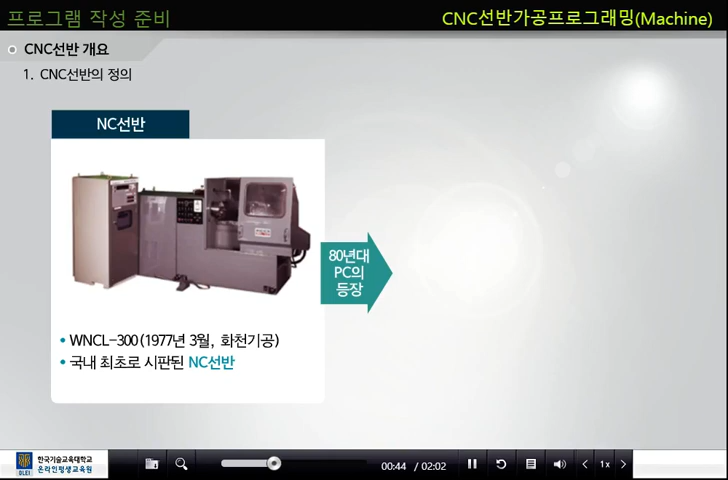 프로그램 작성 준비
CNC선반가공프로그래밍(Machine)
CNC선반 개요
1. CNC선반의 정의
NC선반
80년대
PC의
등장
• WNCL-300(1977년 3월, 화천기공)
• 국내 최초로 시판된 NC선반
한국기술교육대학교
온라인평생교육원
OLEI
00:44 / 02:02
1x